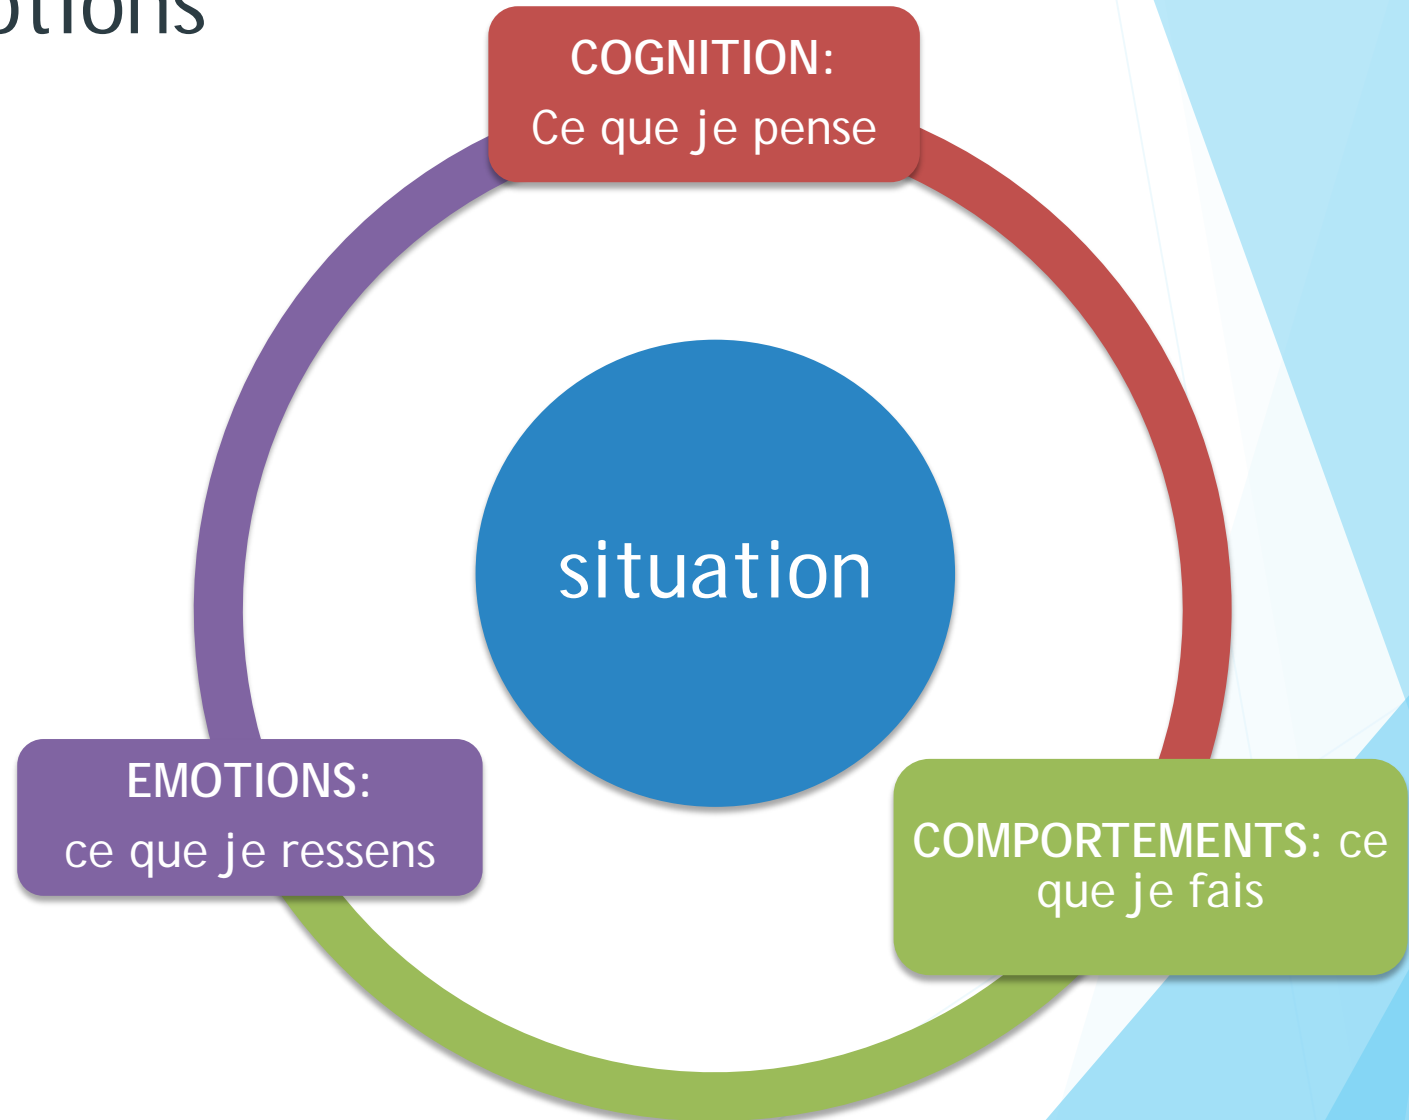 COGNITION:
Ce que je pense
situation
EMOTIONS:
ce que je ressens
COMPORTEMENTS: ce
que je fais